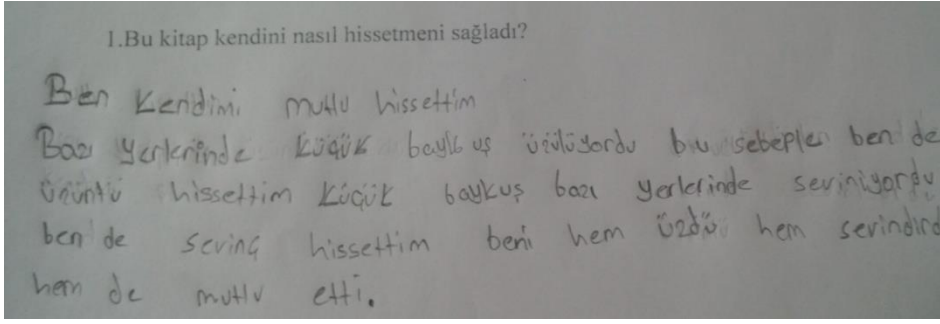 1.Bu kitap kendini nasıl hissetmeni sağladı?
Ben kendimi mutlu hissettim
Bazı yerlerinde küçük baykuş üzülüyordu bu sebeple ben de
üzüntü hissettim küçük baykuş bazı yerlerinde seviniyordu
ben de sevinç hissettim beni hem üzdü hem sevindird
hem de mutlu etti.